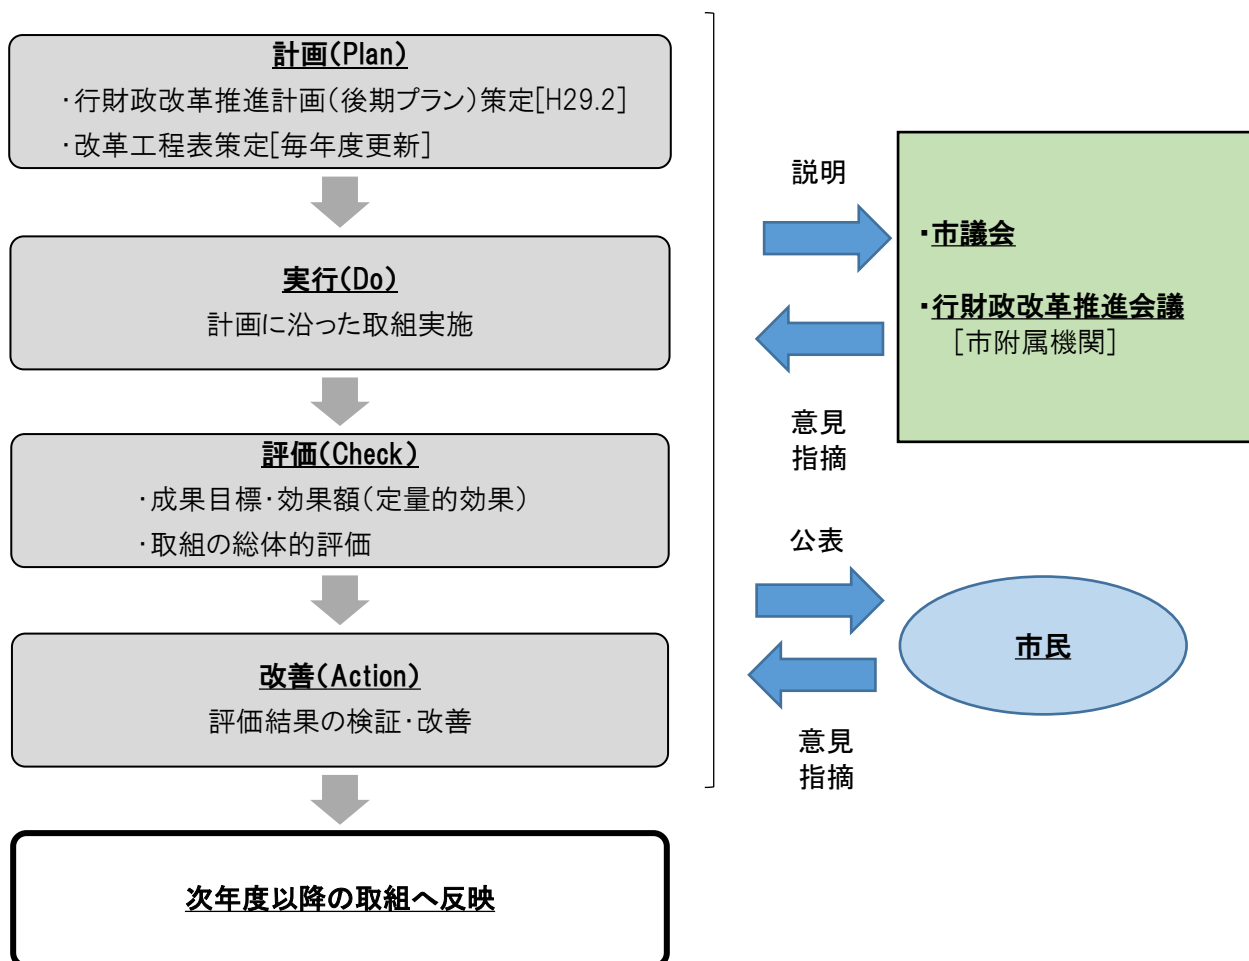 計画(Plan)
・行財政改革推進計画(後期プラン)策定[H29.2]
・改革工程表策定[毎年度更新]
実行(Do)
計画に沿った取組実施
評価(Check)
・成果目標・効果額(定量的効果)
・取組の総体的評価
改善(Action)
評価結果の検証・改善
次年度以降の取組へ反映
説明
・市議会
・行財政改革推進会議
[市附属機関]
意見
指摘
公表
市民
意見
指摘